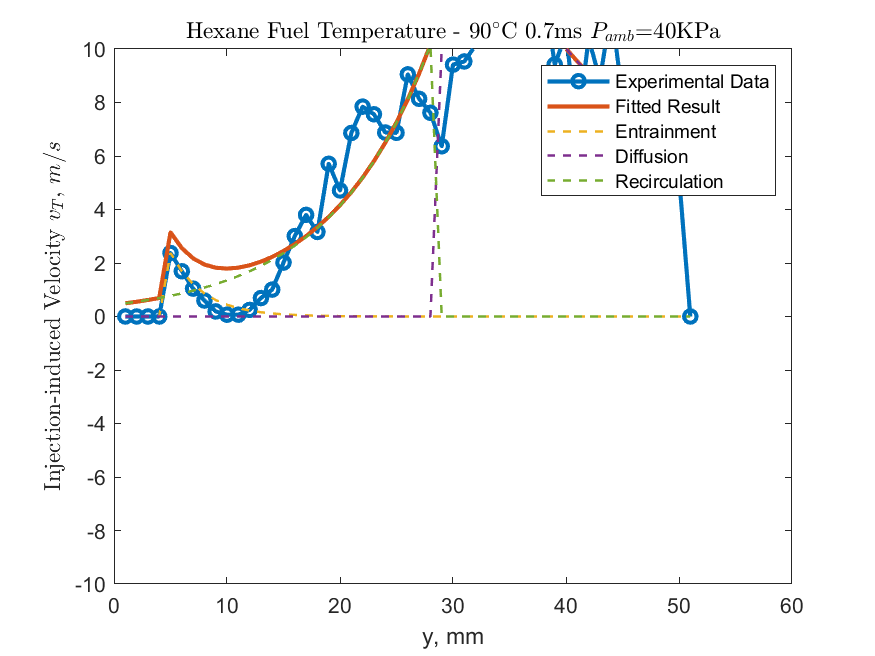 Hexane Fuel Temperature - 90°C 0.7ms P_amb=40KPa
10
8
6
4
2
0
-2
-4
-6
-8
-10
Injection-induced Velocity v_T, m/s
Experimental Data
Fitted Result
Entrainment
Diffusion
Recirculation
0 10 20 30 40 50 60
y, mm